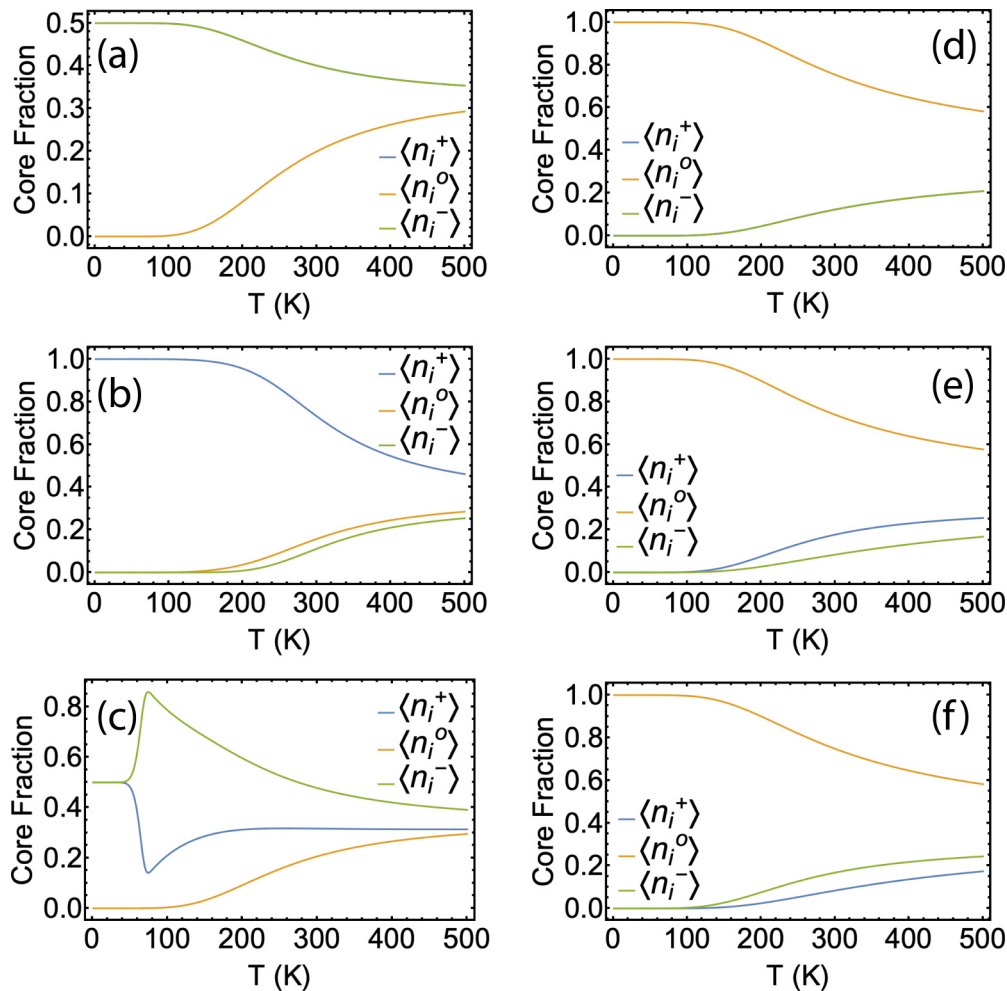 (a)
Core Fraction
0.5
0.4
0.3
0.2
0.1
0.0
⟨n_i^+⟩
⟨n_i^o⟩
⟨n_i^-⟩
0 100 200 300 400 500
T (K)
(d)
Core Fraction
1.0
0.8
0.6
0.4
0.2
0.0
⟨n_i^+⟩
⟨n_i^o⟩
⟨n_i^-⟩
0 100 200 300 400 500
T (K)
(b)
Core Fraction
1.0
0.8
0.6
0.4
0.2
0.0
⟨n_i^+⟩
⟨n_i^o⟩
⟨n_i^-⟩
0 100 200 300 400 500
T (K)
(e)
Core Fraction
1.0
0.8
0.6
0.4
0.2
0.0
⟨n_i^+⟩
⟨n_i^o⟩
⟨n_i^-⟩
0 100 200 300 400 500
T (K)
(c)
Core Fraction
0.8
0.6
0.4
0.2
0.0
⟨n_i^+⟩
⟨n_i^o⟩
⟨n_i^-⟩
0 100 200 300 400 500
T (K)
(f)
Core Fraction
1.0
0.8
0.6
0.4
0.2
0.0
⟨n_i^+⟩
⟨n_i^o⟩
⟨n_i^-⟩
0 100 200 300 400 500
T (K)